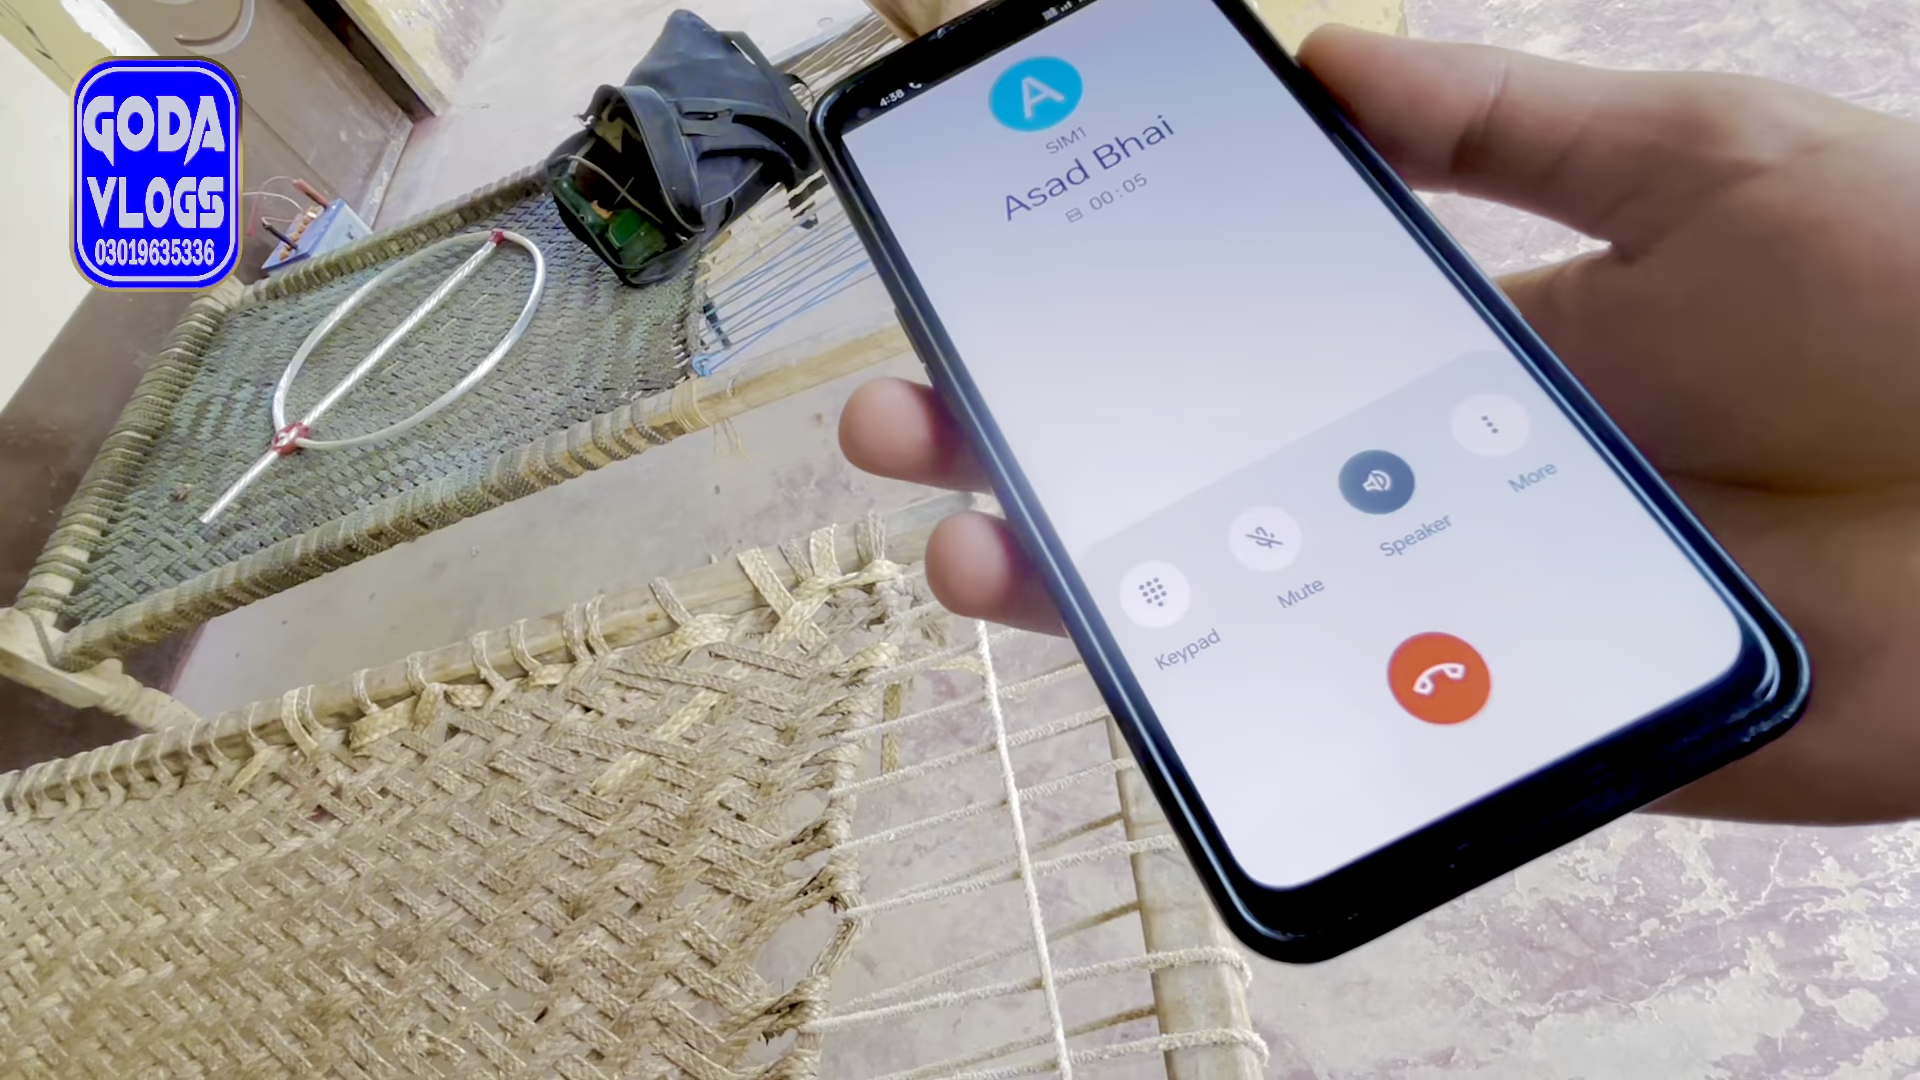 GODA
VLOGS
03019635336
4:38
A
SIM1
Asad Bhai
00:05
Keypad
Mute
Speaker
More